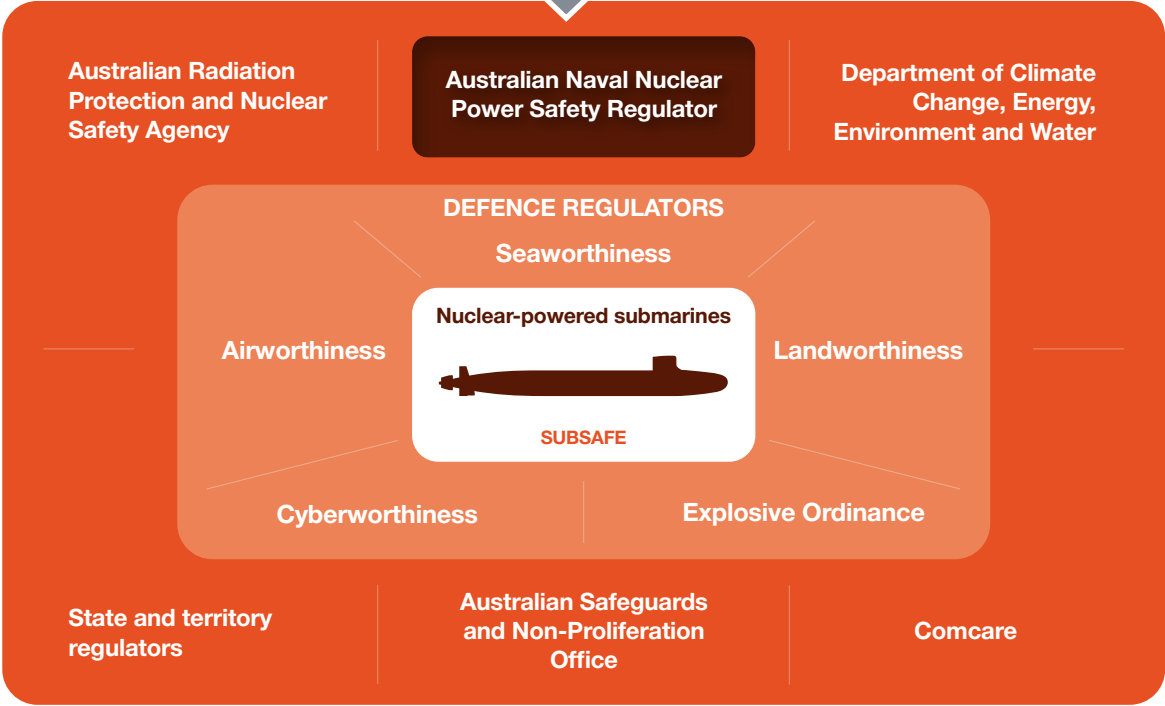 Australian Radiation
Protection and Nuclear
Safety Agency
Australian Naval Nuclear
Power Safety Regulator
Department of Climate
Change, Energy,
Environment and Water
DEFENCE REGULATORS
Seaworthiness
Nuclear-powered submarines
Airworthiness
Landworthiness
SUBSAFE
Cyberworthiness
Explosive Ordinance
State and territory
regulators
Australian Safeguards
and Non-Proliferation
Office
Comcare